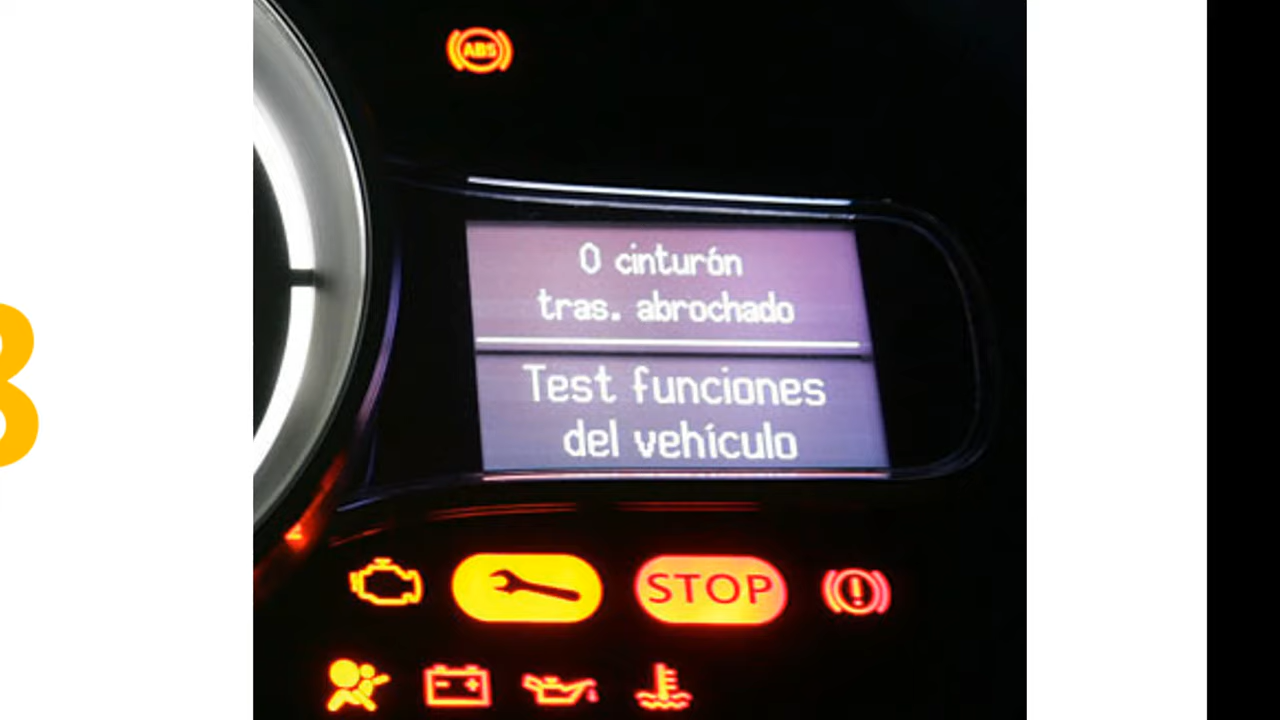 ABS
0 cinturón
tras. abrochado
Test funciones
del vehículo
STOP